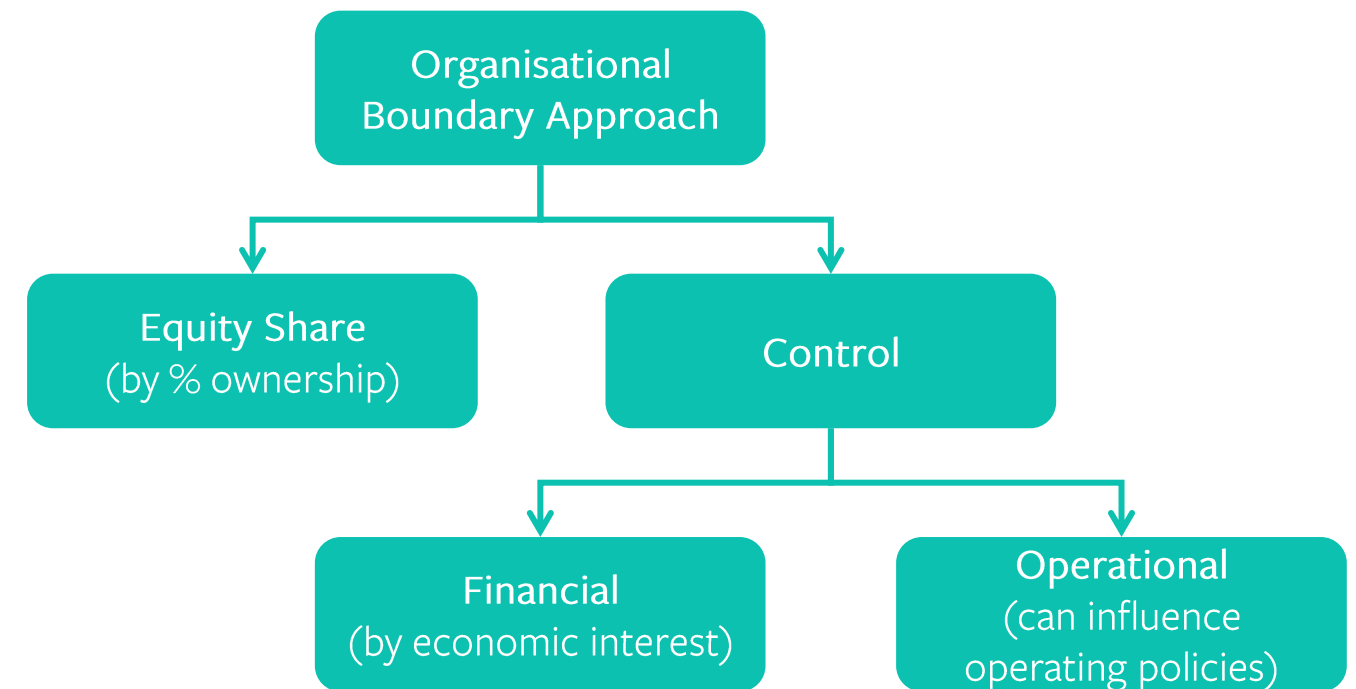 Organisational
Boundary Approach
Equity Share
(by % ownership)
Control
Financial
(by economic interest)
Operational
(can influence
operating policies)